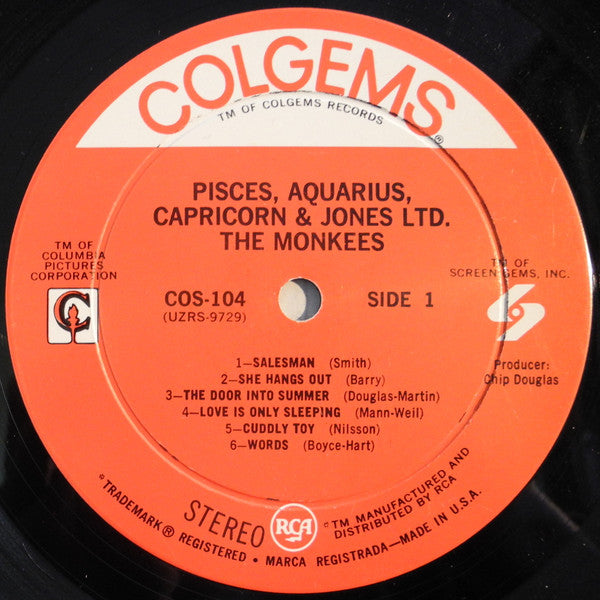 COLGEMS®
TM OF COLGEMS RECORDS
PISCES, AQUARIUS,
CAPRICORN & JONES LTD.
THE MONKEES
TM OF
COLUMBIA
PICTURES
CORPORATION
TM OF
SCREEN GEMS, INC.
COS-104
(UZRS-9729)
SIDE 1
Producer:
Chip Douglas
1—SALESMAN (Smith)
2—SHE HANGS OUT (Barry)
3—THE DOOR INTO SUMMER (Douglas-Martin)
4—LOVE IS ONLY SLEEPING (Mann-Weil)
5—CUDDLY TOY (Nilsson)
6—WORDS (Boyce-Hart)
STEREO
RCA
*TM MANUFACTURED AND
DISTRIBUTED BY RCA
*TRADEMARK ® REGISTERED • MARCA REGISTRADA—MADE IN U.S.A.